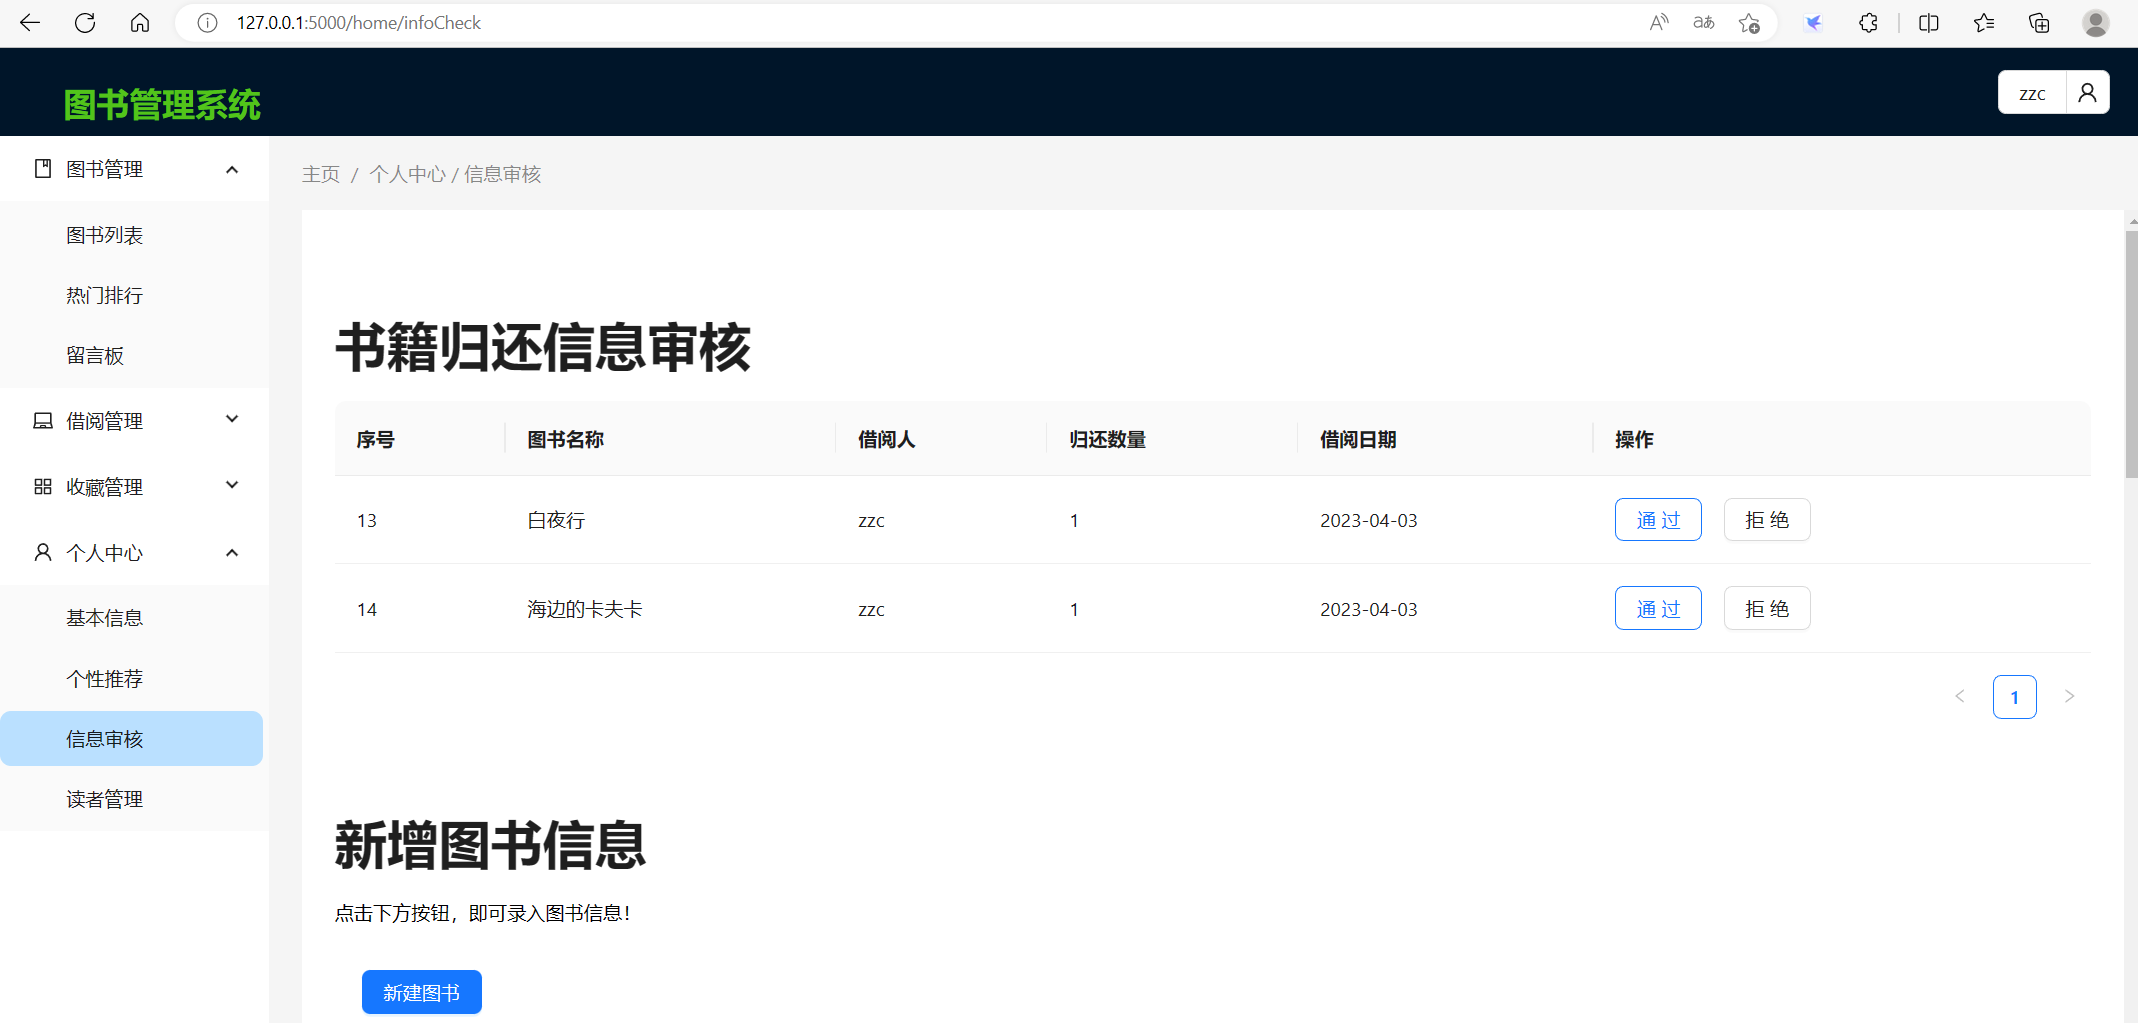 127.0.0.1:5000/home/infoCheck
图书管理系统
zzc
图书管理
图书列表
热门排行
留言板
借阅管理
收藏管理
个人中心
基本信息
个性推荐
信息审核
读者管理
主页 / 个人中心 / 信息审核
书籍归还信息审核
序号 图书名称 借阅人 归还数量 借阅日期 操作
13 白夜行 zzc 1 2023-04-03 通 过 拒 绝
14 海边的卡夫卡 zzc 1 2023-04-03 通 过 拒 绝
< 1 >
新增图书信息
点击下方按钮，即可录入图书信息！
新建图书